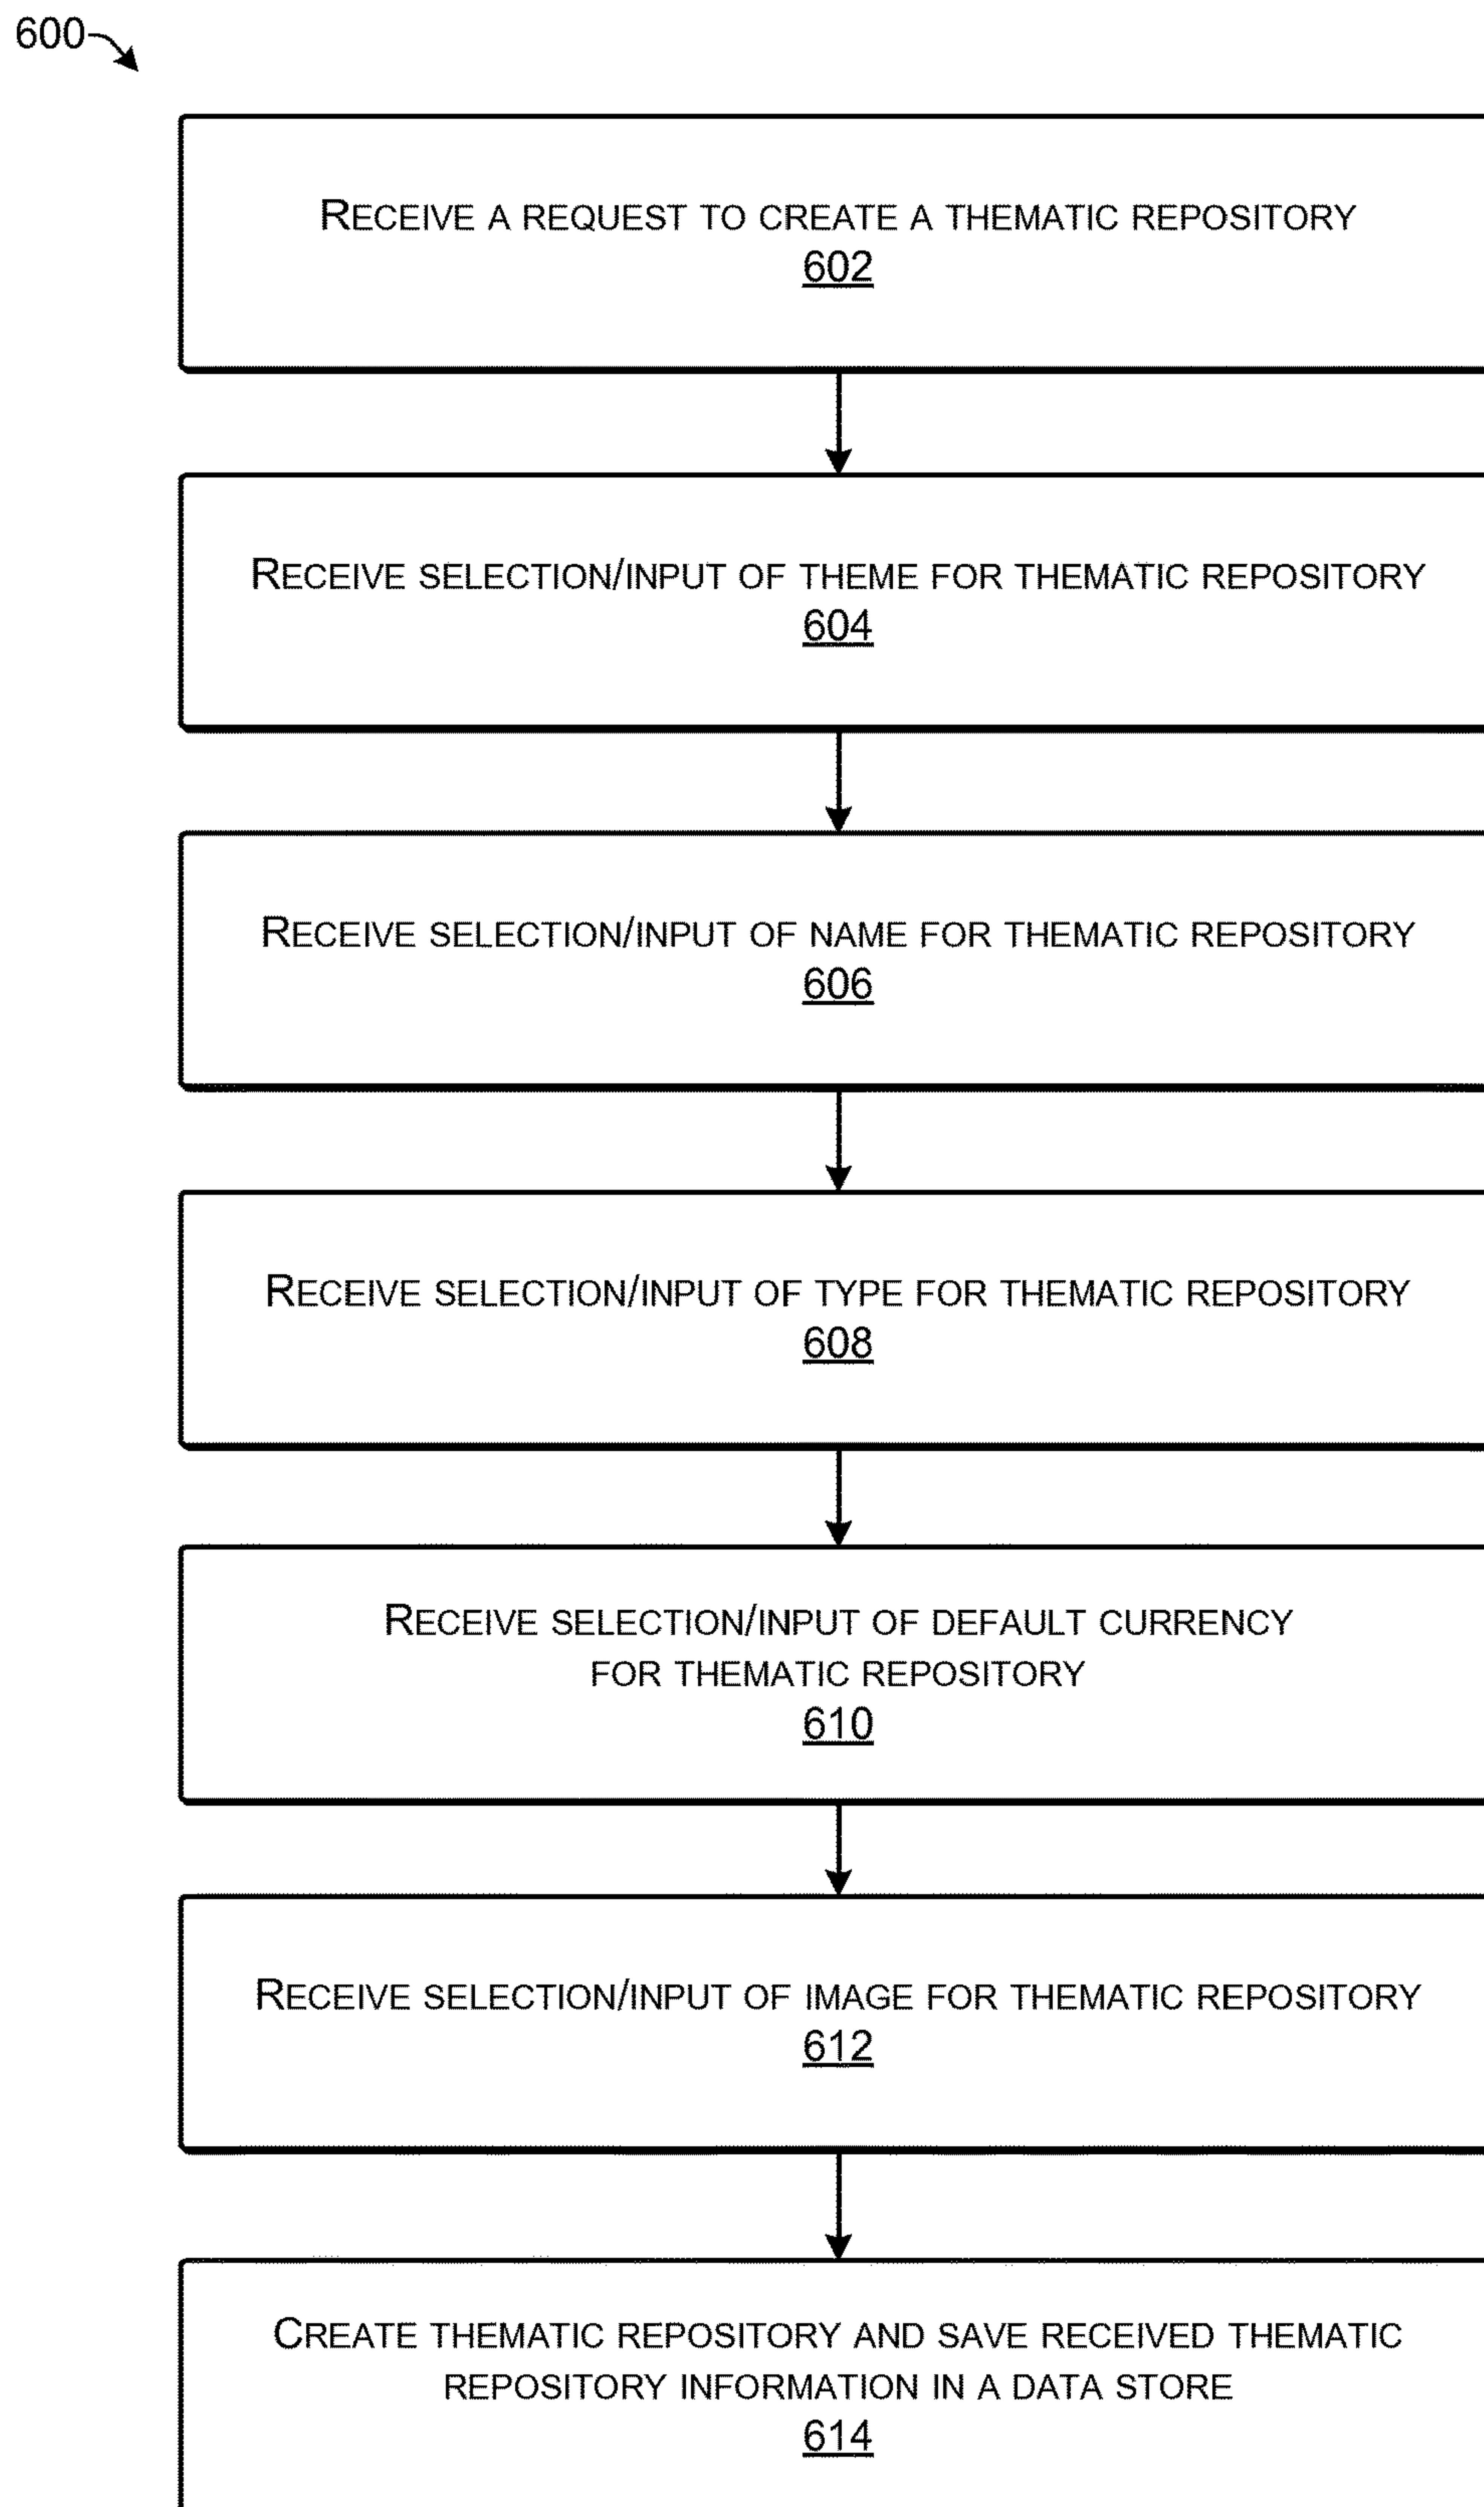 600
RECEIVE A REQUEST TO CREATE A THEMATIC REPOSITORY
602
RECEIVE SELECTION/INPUT OF THEME FOR THEMATIC REPOSITORY
604
RECEIVE SELECTION/INPUT OF NAME FOR THEMATIC REPOSITORY
606
RECEIVE SELECTION/INPUT OF TYPE FOR THEMATIC REPOSITORY
608
RECEIVE SELECTION/INPUT OF DEFAULT CURRENCY
FOR THEMATIC REPOSITORY
610
RECEIVE SELECTION/INPUT OF IMAGE FOR THEMATIC REPOSITORY
612
CREATE THEMATIC REPOSITORY AND SAVE RECEIVED THEMATIC
REPOSITORY INFORMATION IN A DATA STORE
614